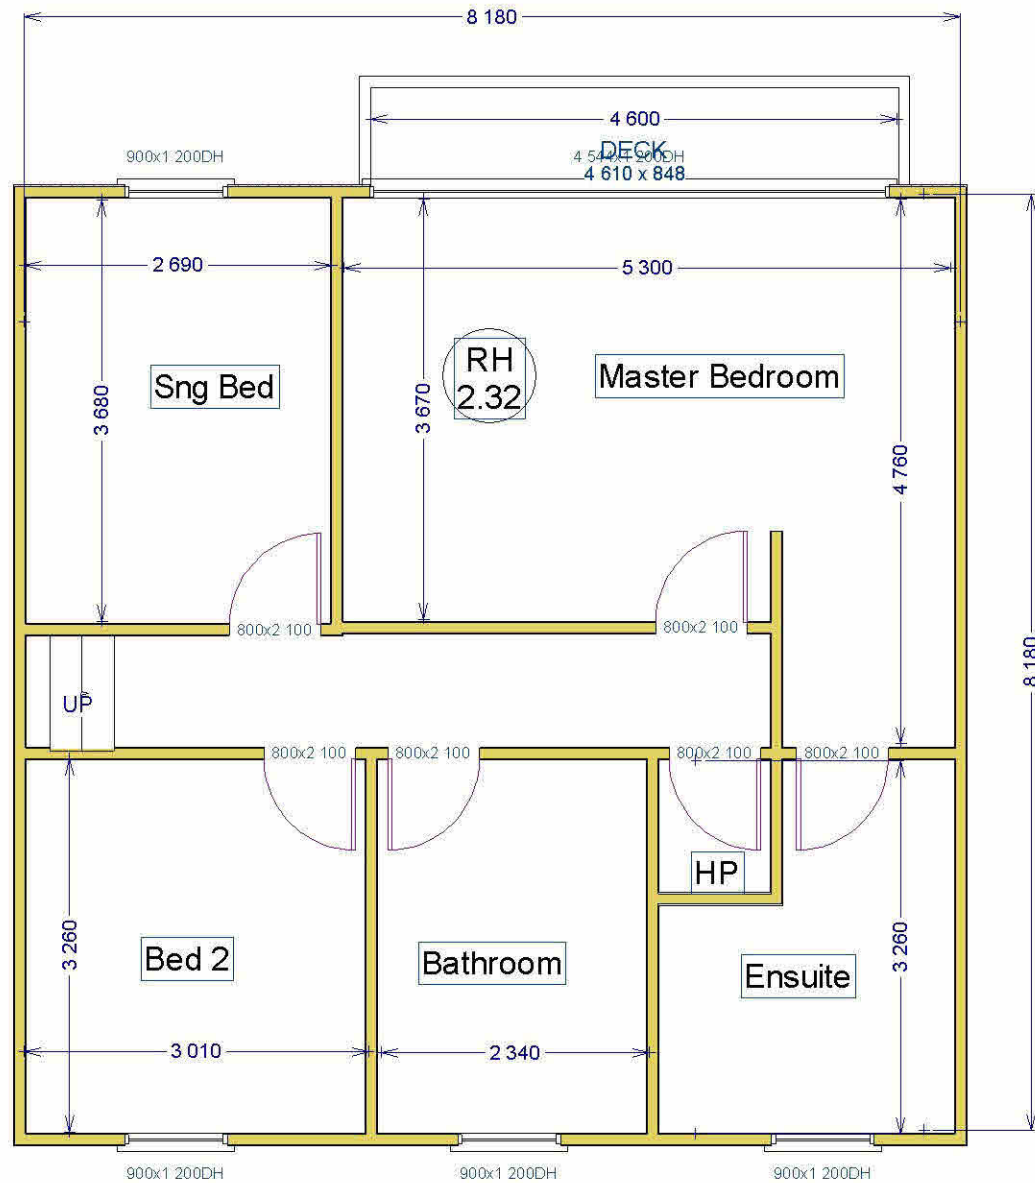 8 180
4 600
900x1 200DH
4 544x1 200DH
DECK
4 610 x 848
2 690
5 300
RH
2.32
Sng Bed
Master Bedroom
3 680
3 670
4 760
800x2 100
800x2 100
8 180
UP
800x2 100
800x2 100
800x2 100
800x2 100
HP
3 260
Bed 2
Bathroom
Ensuite
3 260
3 010
2 340
900x1 200DH
900x1 200DH
900x1 200DH